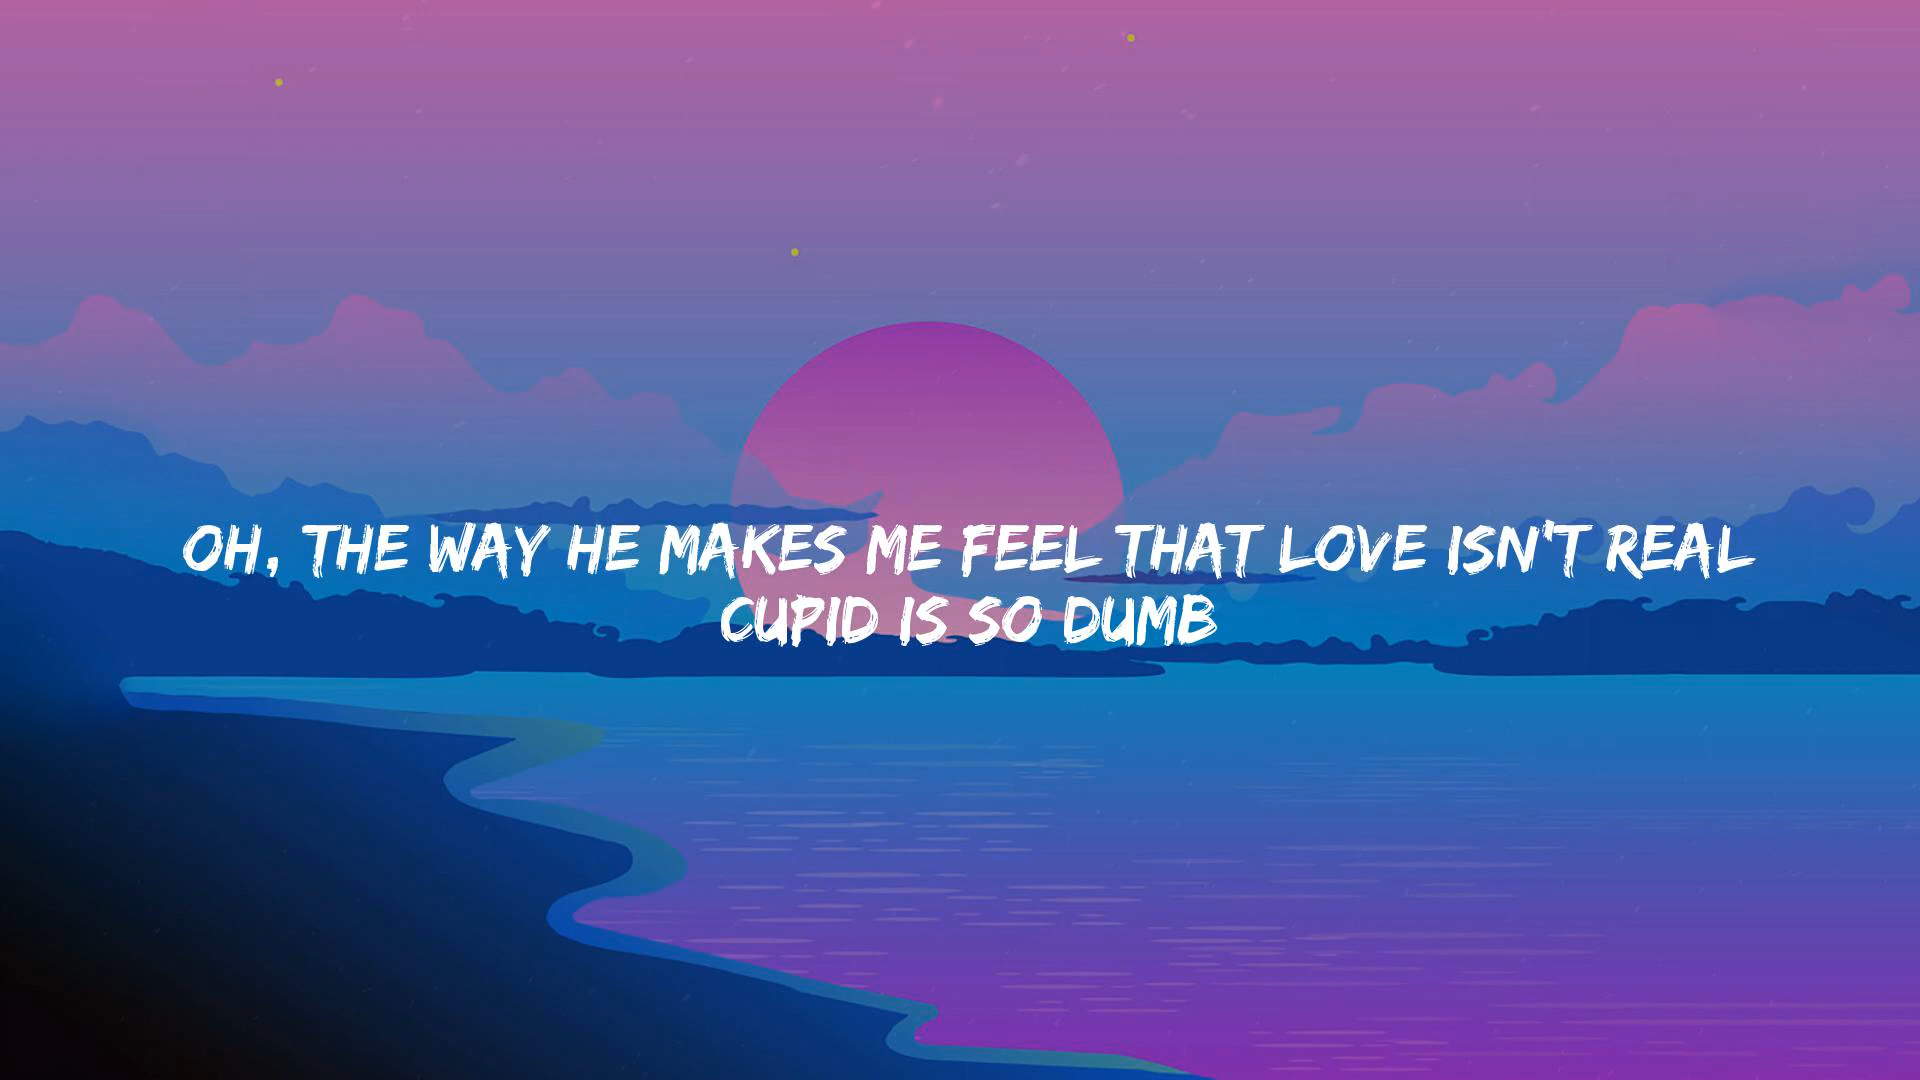 OH, THE WAY HE MAKES ME FEEL THAT LOVE ISN'T REAL
CUPID IS SO DUMB